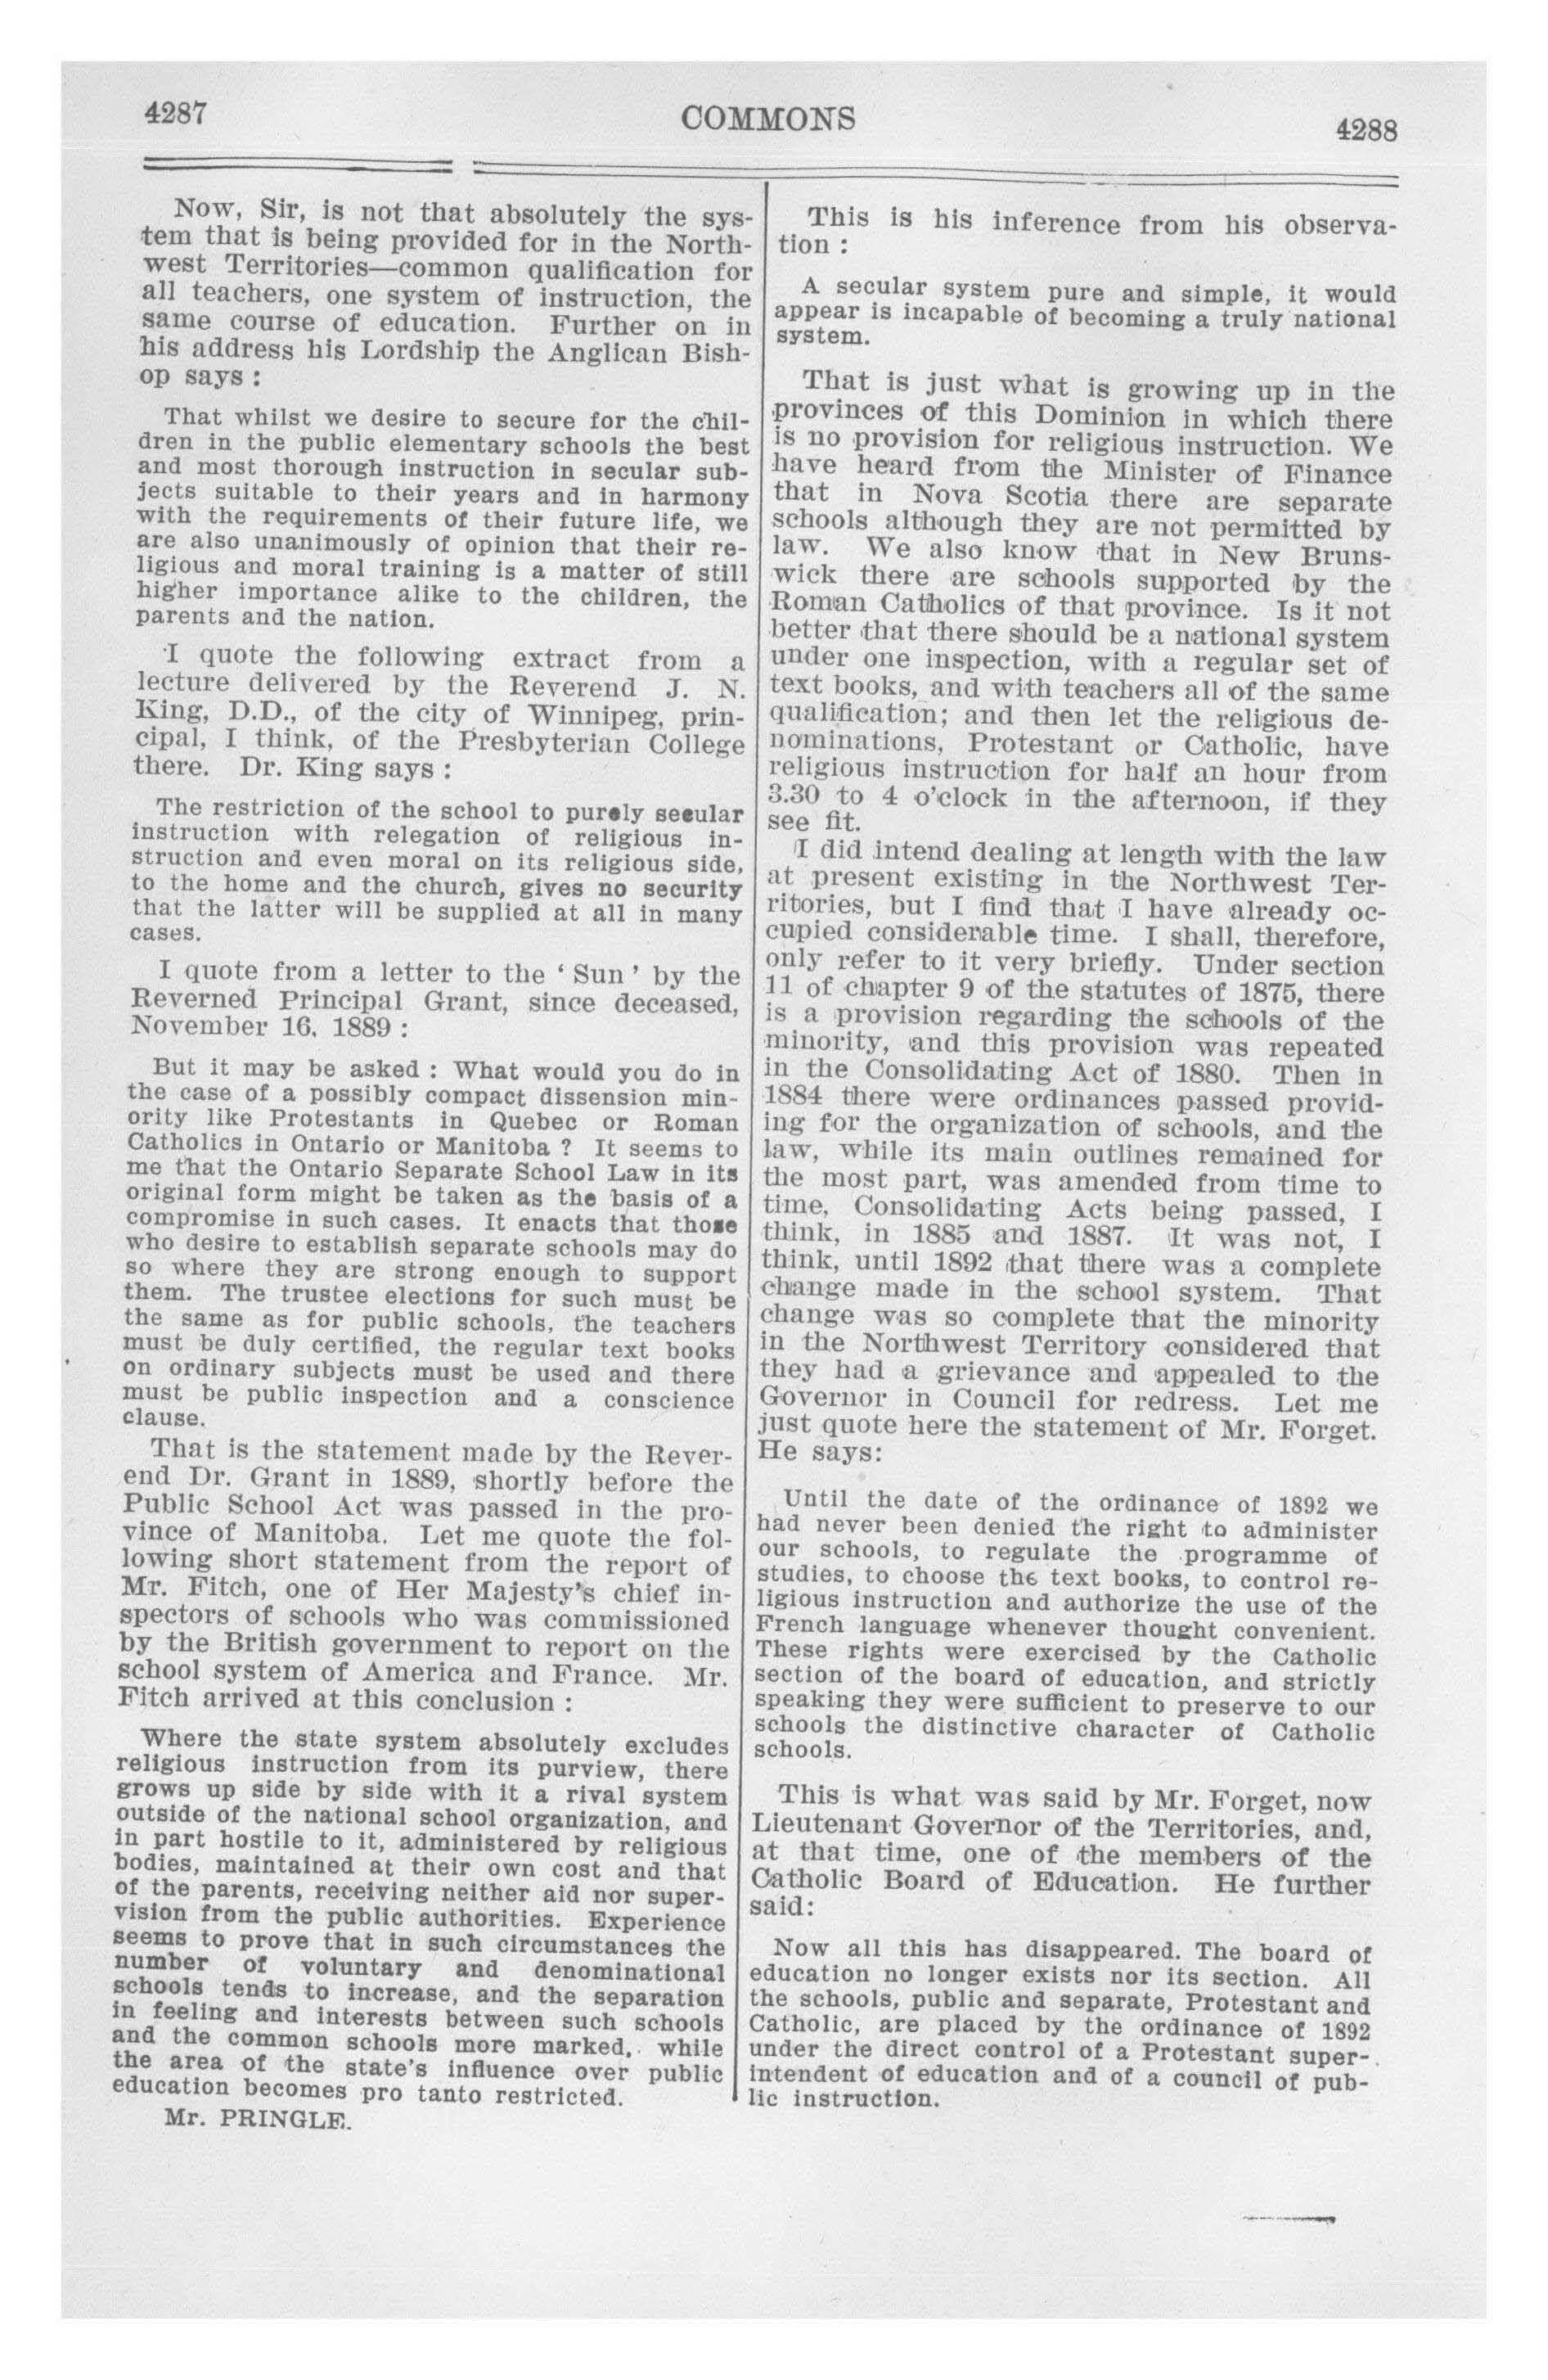 4287
COMMONS
4288
Now, Sir, is not that absolutely the sys-
tem that is being provided for in the North-
west Territories—common qualification for
all teachers, one system of instruction, the
same course of education. Further on in
his address his Lordship the Anglican Bish-
op says :
That whilst we desire to secure for the chil-
dren in the public elementary schools the best
and most thorough instruction in secular sub-
jects suitable to their years and in harmony
with the requirements of their future life, we
are also unanimously of opinion that their re-
ligious and moral training is a matter of still
higher importance alike to the children, the
parents and the nation.
I quote the following extract from a
lecture delivered by the Reverend J. N.
King, D.D., of the city of Winnipeg, prin-
cipal, I think, of the Presbyterian College
there. Dr. King says :
The restriction of the school to purely secular
instruction with relegation of religious in-
struction and even moral on its religious side,
to the home and the church, gives no security
that the latter will be supplied at all in many
cases.
I quote from a letter to the ‘ Sun ’ by the
Reverned Principal Grant, since deceased,
November 16, 1889 :
But it may be asked : What would you do in
the case of a possibly compact dissension min-
ority like Protestants in Quebec or Roman
Catholics in Ontario or Manitoba ? It seems to
me that the Ontario Separate School Law in its
original form might be taken as the basis of a
compromise in such cases. It enacts that those
who desire to establish separate schools may do
so where they are strong enough to support
them. The trustee elections for such must be
the same as for public schools, the teachers
must be duly certified, the regular text books
on ordinary subjects must be used and there
must be public inspection and a conscience
clause.
That is the statement made by the Rever-
end Dr. Grant in 1889, shortly before the
Public School Act was passed in the pro-
vince of Manitoba. Let me quote the fol-
lowing short statement from the report of
Mr. Fitch, one of Her Majesty's chief in-
spectors of schools who was commissioned
by the British government to report on the
school system of America and France. Mr.
Fitch arrived at this conclusion :
Where the state system absolutely excludes
religious instruction from its purview, there
grows up side by side with it a rival system
outside of the national school organization, and
in part hostile to it, administered by religious
bodies, maintained at their own cost and that
of the parents, receiving neither aid nor super-
vision from the public authorities. Experience
seems to prove that in such circumstances the
number of voluntary and denominational
schools tends to increase, and the separation
in feeling and interests between such schools
and the common schools more marked, while
the area of the state's influence over public
education becomes pro tanto restricted.
Mr. PRINGLE.
This is his inference from his observa-
tion :
A secular system pure and simple, it would
appear is incapable of becoming a truly national
system.
That is just what is growing up in the
provinces of this Dominion in which there
is no provision for religious instruction. We
have heard from the Minister of Finance
that in Nova Scotia there are separate
schools although they are not permitted by
law. We also know that in New Bruns-
wick there are schools supported by the
Roman Catholics of that province. Is it not
better that there should be a national system
under one inspection, with a regular set of
text books, and with teachers all of the same
qualification; and then let the religious de-
nominations, Protestant or Catholic, have
religious instruction for half an hour from
3.30 to 4 o'clock in the afternoon, if they
see fit.
I did intend dealing at length with the law
at present existing in the Northwest Ter-
ritories, but I find that I have already oc-
cupied considerable time. I shall, therefore,
only refer to it very briefly. Under section
11 of chapter 9 of the statutes of 1875, there
is a provision regarding the schools of the
minority, and this provision was repeated
in the Consolidating Act of 1880. Then in
1884 there were ordinances passed provid-
ing for the organization of schools, and the
law, while its main outlines remained for
the most part, was amended from time to
time, Consolidating Acts being passed, I
think, in 1885 and 1887. It was not, I
think, until 1892 that there was a complete
change made in the school system. That
change was so complete that the minority
in the Northwest Territory considered that
they had a grievance and appealed to the
Governor in Council for redress. Let me
just quote here the statement of Mr. Forget.
He says:
Until the date of the ordinance of 1892 we
had never been denied the right to administer
our schools, to regulate the programme of
studies, to choose the text books, to control re-
ligious instruction and authorize the use of the
French language whenever thought convenient.
These rights were exercised by the Catholic
section of the board of education, and strictly
speaking they were sufficient to preserve to our
schools the distinctive character of Catholic
schools.
This is what was said by Mr. Forget, now
Lieutenant Governor of the Territories, and,
at that time, one of the members of the
Catholic Board of Education. He further
said:
Now all this has disappeared. The board of
education no longer exists nor its section. All
the schools, public and separate, Protestant and
Catholic, are placed by the ordinance of 1892
under the direct control of a Protestant super-
intendent of education and of a council of pub-
lic instruction.